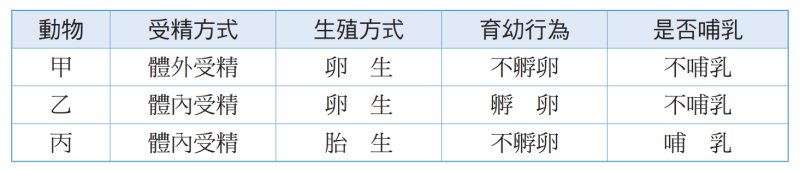 動物 受精方式 生殖方式 育幼行為 是否哺乳
甲 體外受精 卵 生 不孵卵 不哺乳
乙 體內受精 卵 生 孵 卵 不哺乳
丙 體內受精 胎 生 不孵卵 哺 乳